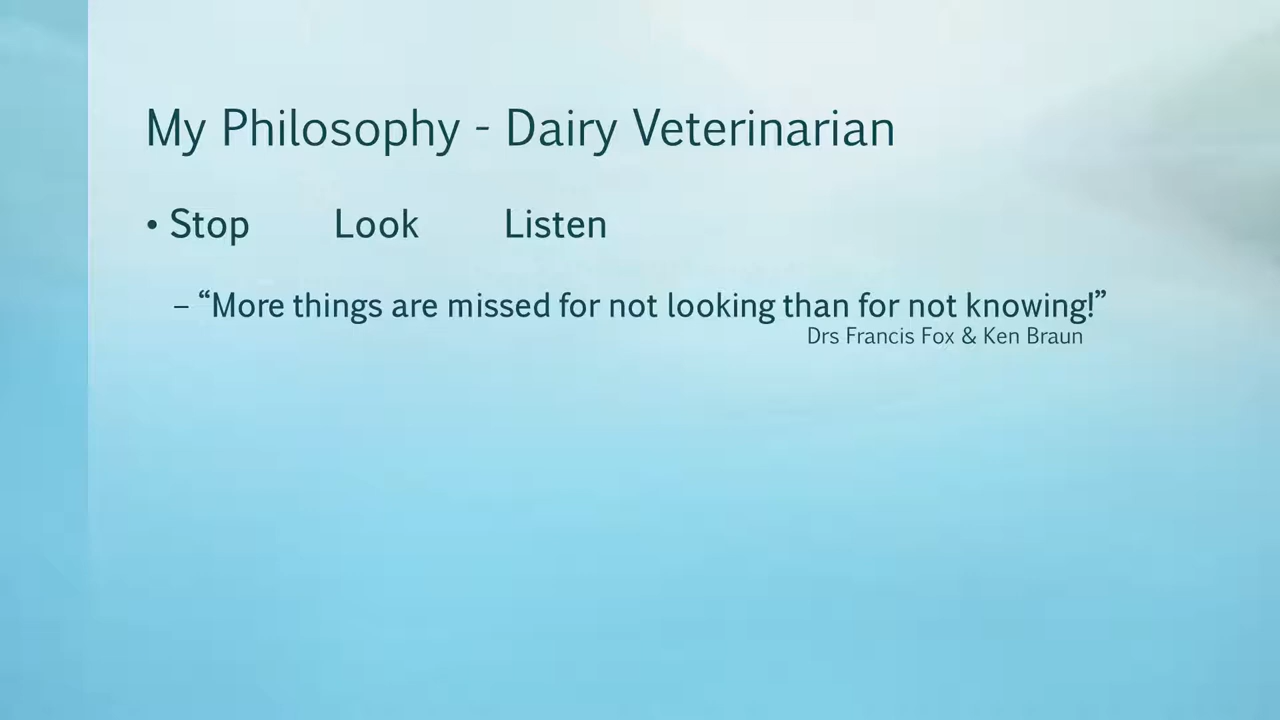 My Philosophy - Dairy Veterinarian
• Stop Look Listen
– “More things are missed for not looking than for not knowing!”
Drs Francis Fox & Ken Braun